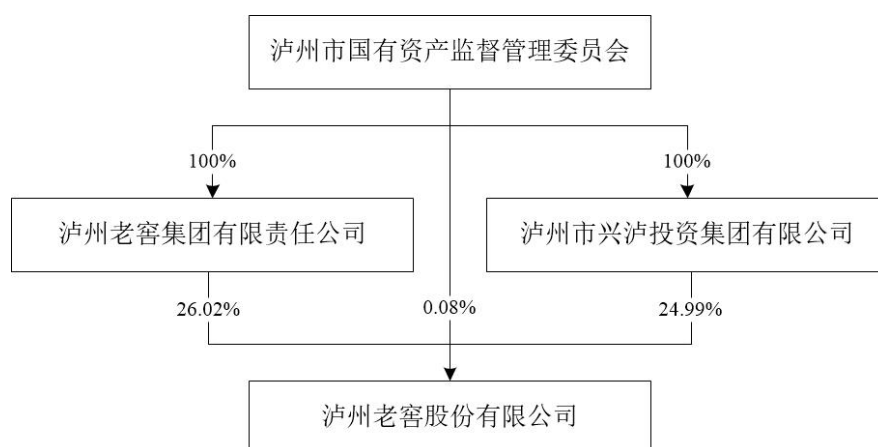 泸州市国有资产监督管理委员会
100%
100%
泸州老窖集团有限责任公司
泸州市兴泸投资集团有限公司
26.02%
0.08%
24.99%
泸州老窖股份有限公司